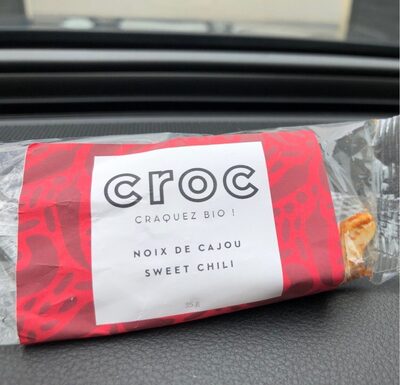 croc
CRAQUEZ BIO !
NOIX DE CAJOU
SWEET CHILI